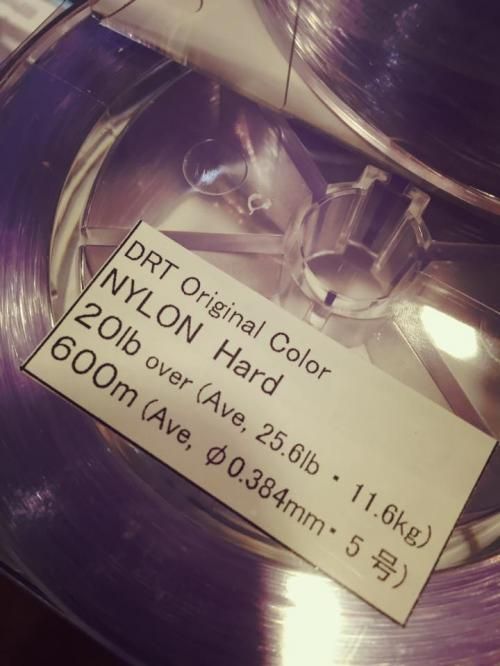 DRT Original Color
NYLON Hard
20lb over (Ave, 25.6lb・11.6kg)
600m (Ave, φ0.384mm・5号)